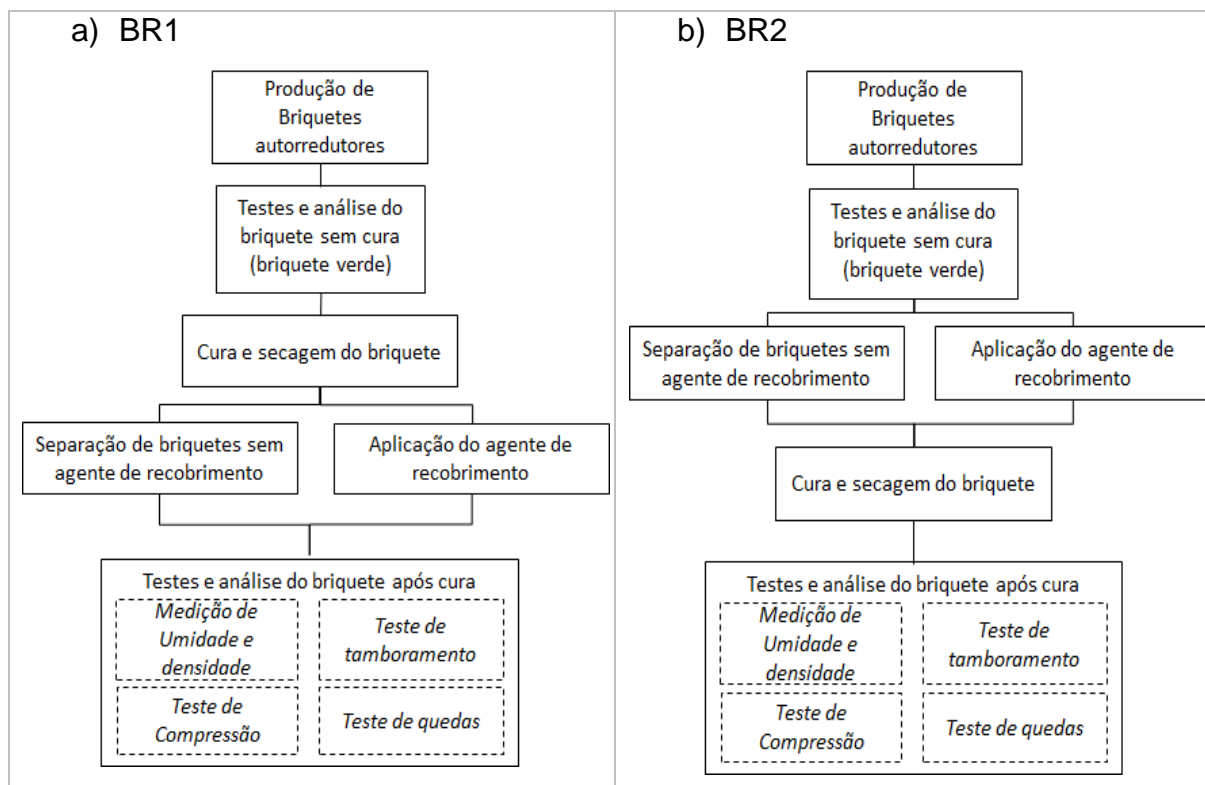 a) BR1
Produção de
Briquetes
autorredutores
Testes e análise do
briquete sem cura
(briquete verde)
Cura e secagem do briquete
Separação de briquetes sem
agente de recobrimento
Aplicação do agente de
recobrimento
Testes e análise do briquete após cura
Medição de
Umidade e
densidade
Teste de
tamboramento
Teste de
Compressão
Teste de quedas
b) BR2
Produção de
Briquetes
autorredutores
Testes e análise do
briquete sem cura
(briquete verde)
Separação de briquetes sem
agente de recobrimento
Aplicação do agente de
recobrimento
Cura e secagem do briquete
Testes e análise do briquete após cura
Medição de
Umidade e
densidade
Teste de
tamboramento
Teste de
Compressão
Teste de quedas